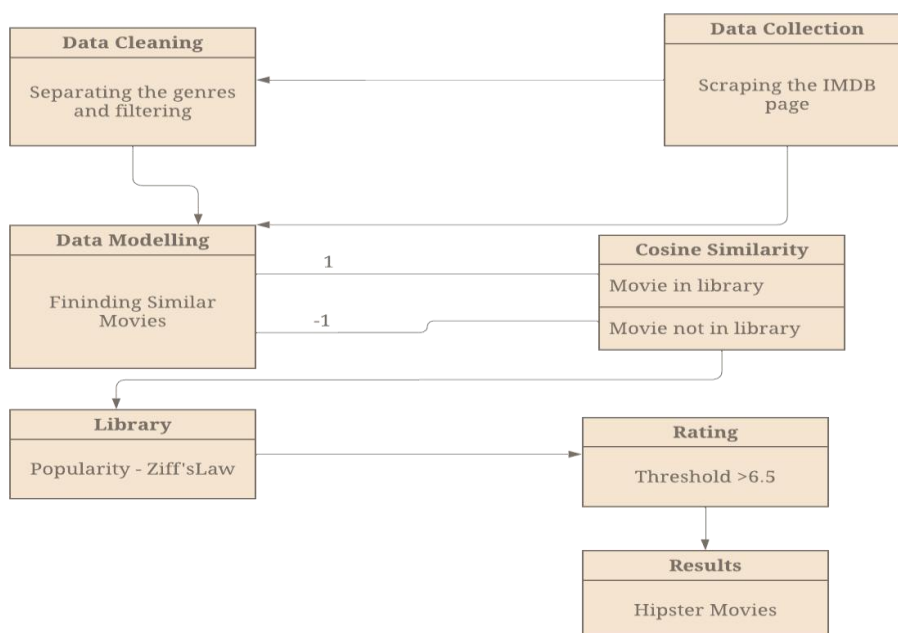 Data Cleaning
Separating the genres
and filtering
Data Collection
Scraping the IMDB
page
Data Modelling
Fininding Similar
Movies
1
-1
Cosine Similarity
Movie in library
Movie not in library
Library
Popularity - Ziff'sLaw
Rating
Threshold >6.5
Results
Hipster Movies